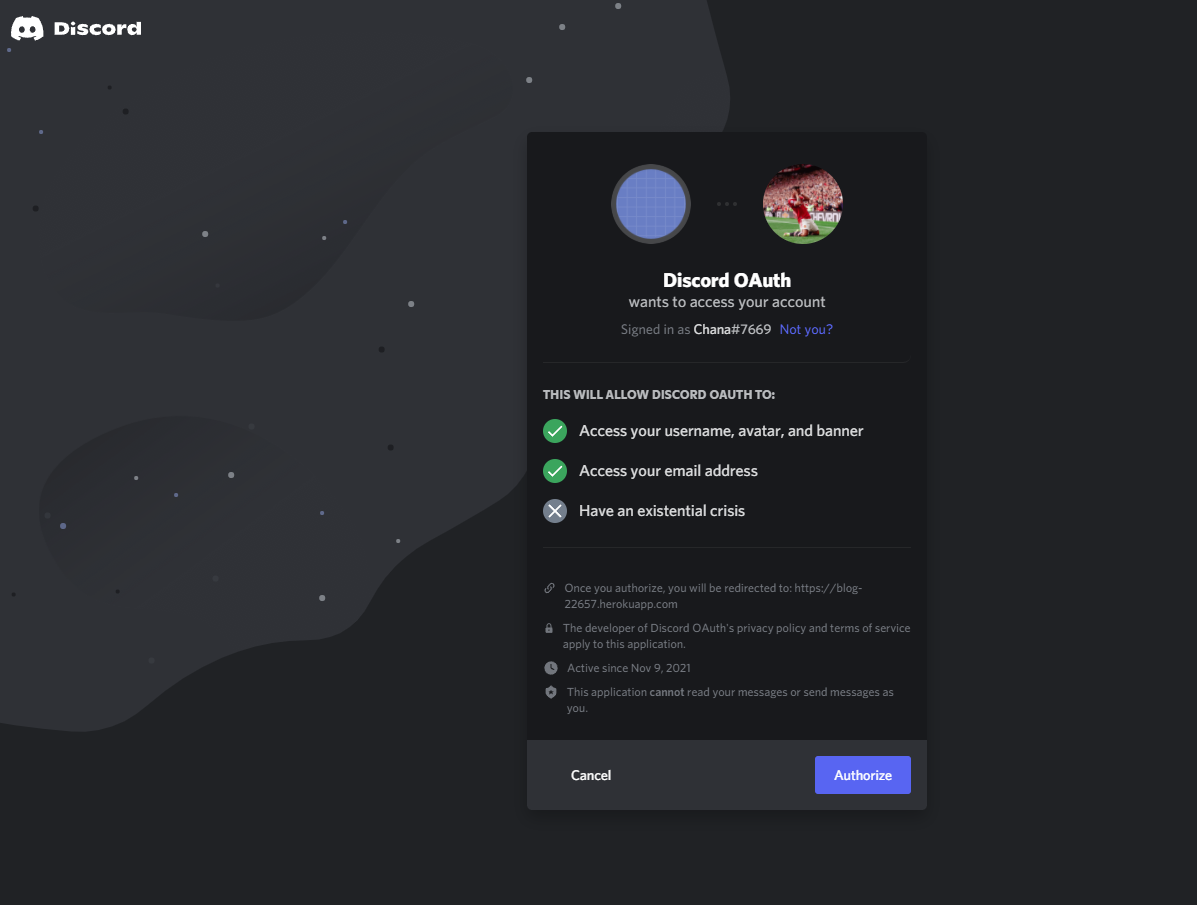 Discord
Discord OAuth
wants to access your account
Signed in as Chana#7669 Not you?
THIS WILL ALLOW DISCORD OAUTH TO:
Access your username, avatar, and banner
Access your email address
Have an existential crisis
Once you authorize, you will be redirected to: https://blog-
22657.herokuapp.com
The developer of Discord OAuth's privacy policy and terms of service
apply to this application.
Active since Nov 9, 2021
This application cannot read your messages or send messages as
you.
Cancel
Authorize